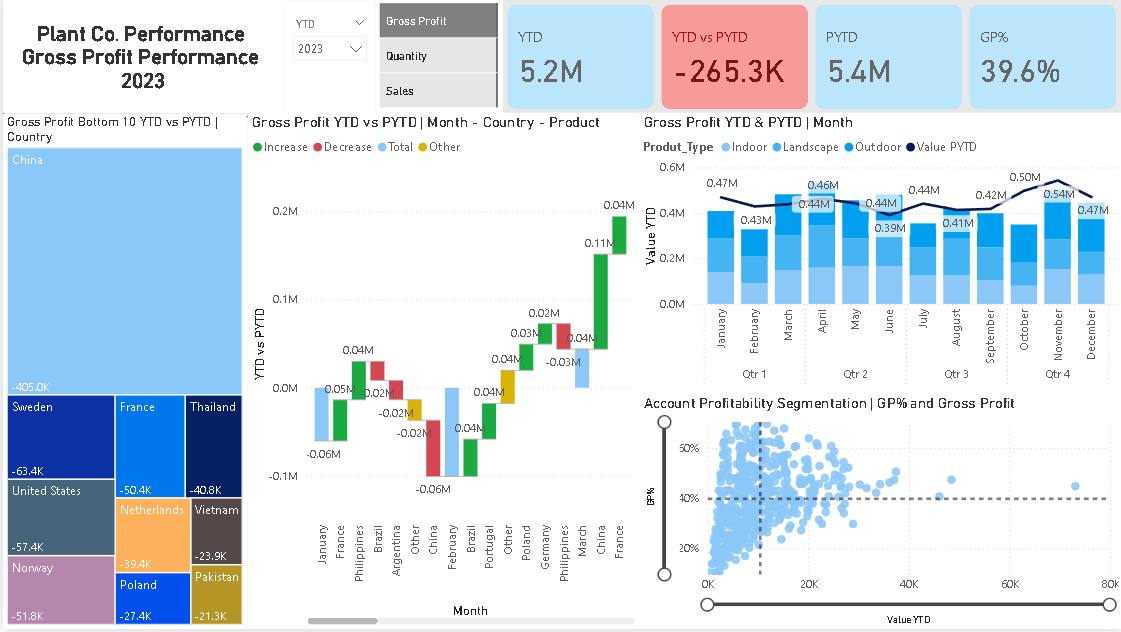 Plant Co. Performance
Gross Profit Performance
2023
YTD
2023
Gross Profit
Quantity
Sales
YTD
5.2M
YTD vs PYTD
-265.3K
PYTD
5.4M
GP%
39.6%
Gross Profit Bottom 10 YTD vs PYTD |
Country
China
-405.0K
Sweden
-63.4K
France
-50.4K
Thailand
-40.8K
United States
-57.4K
Netherlands
-39.4K
Vietnam
-23.9K
Norway
-51.8K
Poland
-27.4K
Pakistan
-21.3K
Gross Profit YTD vs PYTD | Month - Country - Product
Increase Decrease Total Other
YTD vs PYTD
0.2M
0.1M
0.0M
-0.1M
-0.06M
0.05M
0.04M
-0.02M
-0.02M
-0.02M
-0.06M
0.04M
0.04M
0.04M
0.03M
0.02M
-0.03M
0.04M
0.11M
0.04M
January
France
Philippines
Brazil
Argentina
Other
China
February
Brazil
Portugal
Other
Poland
Germany
Philippines
March
China
France
Month
Gross Profit YTD & PYTD | Month
Produt_Type Indoor Landscape Outdoor Value PYTD
Value YTD
0.6M
0.4M
0.2M
0.0M
0.47M
0.43M
0.44M
0.46M
0.44M
0.39M
0.44M
0.41M
0.42M
0.50M
0.54M
0.47M
January
February
March
April
May
June
July
August
September
October
November
December
Qtr 1
Qtr 2
Qtr 3
Qtr 4
Account Profitability Segmentation | GP% and Gross Profit
GP%
60%
40%
20%
0K
20K
40K
60K
80K
Value YTD